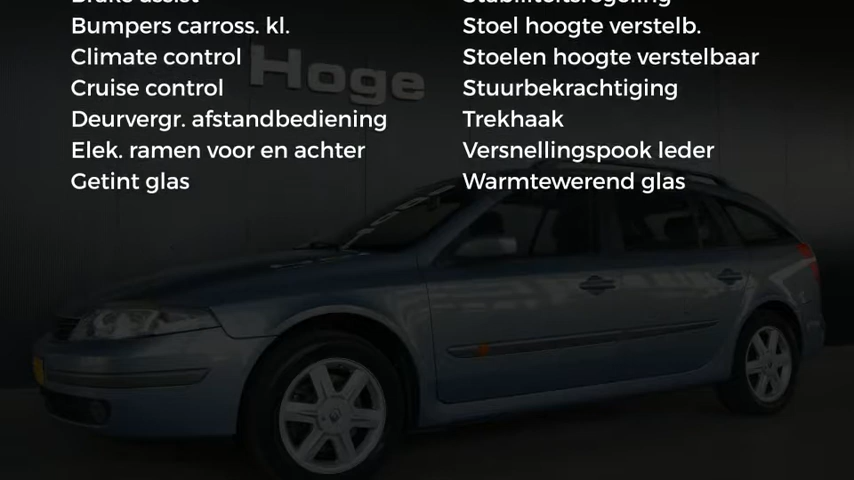 Bumpers carross. kl.
Climate control
Cruise control
Deurvergr. afstandbediening
Elek. ramen voor en achter
Getint glas
Stabiliteitsregeling
Stoel hoogte verstelb.
Stoelen hoogte verstelbaar
Stuurbekrachtiging
Trekhaak
Versnellingspook leder
Warmtewerend glas
Hoge